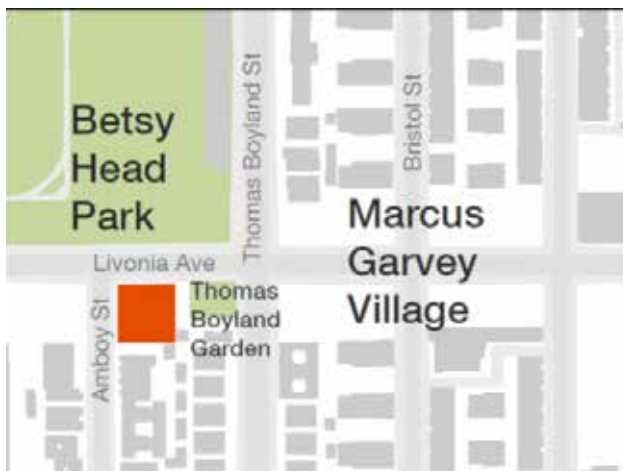 Betsy
Head
Park
Thomas Boyland St
Bristol St
Marcus
Garvey
Village
Livonia Ave
Amboy St
Thomas
Boyland
Garden